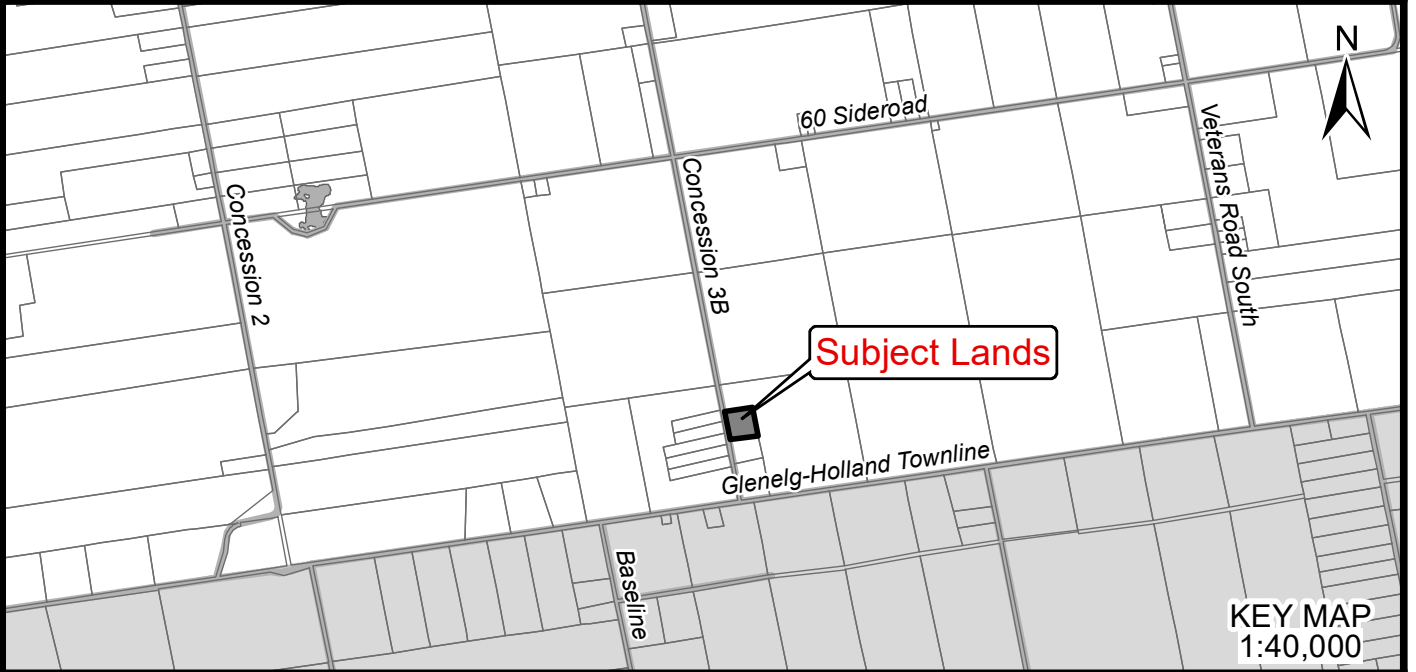 N
60 Sideroad
Concession 2
Concession 3B
Veterans Road South
Subject Lands
Glenelg-Holland Townline
Baseline
KEY MAP
1:40,000